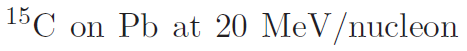 ¹⁵C on Pb at 20 MeV/nucleon